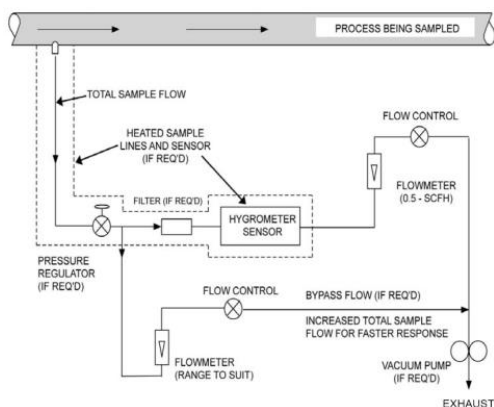 PROCESS BEING SAMPLED
TOTAL SAMPLE FLOW
FLOW CONTROL
HEATED SAMPLE
LINES AND SENSOR
(IF REQ'D)
FLOWMETER
(0.5 - SCFH)
FILTER (IF REQ'D)
HYGROMETER
SENSOR
PRESSURE
REGULATOR
(IF REQ'D)
FLOW CONTROL
BYPASS FLOW (IF REQ'D)
INCREASED TOTAL SAMPLE
FLOW FOR FASTER RESPONSE
FLOWMETER
(RANGE TO SUIT)
VACUUM PUMP
(IF REQ'D)
EXHAUST